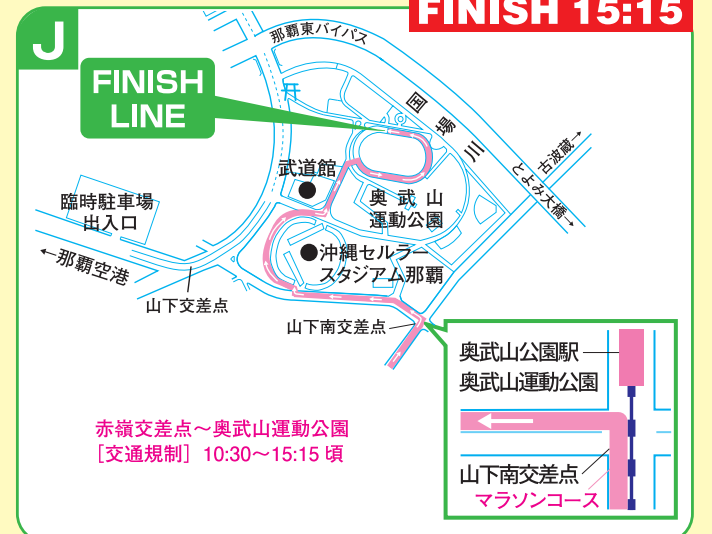 FINISH 15:15
J
那覇東バイパス
FINISH
LINE
国場川
古波蔵→
とよみ大橋→
武道館
奥武山
運動公園
臨時駐車場
出入口
沖縄セルラー
スタジアム那覇
←那覇空港
山下交差点
山下南交差点
奥武山公園駅
奥武山運動公園
山下南交差点
マラソンコース
赤嶺交差点～奥武山運動公園
［交通規制］10:30～15:15頃